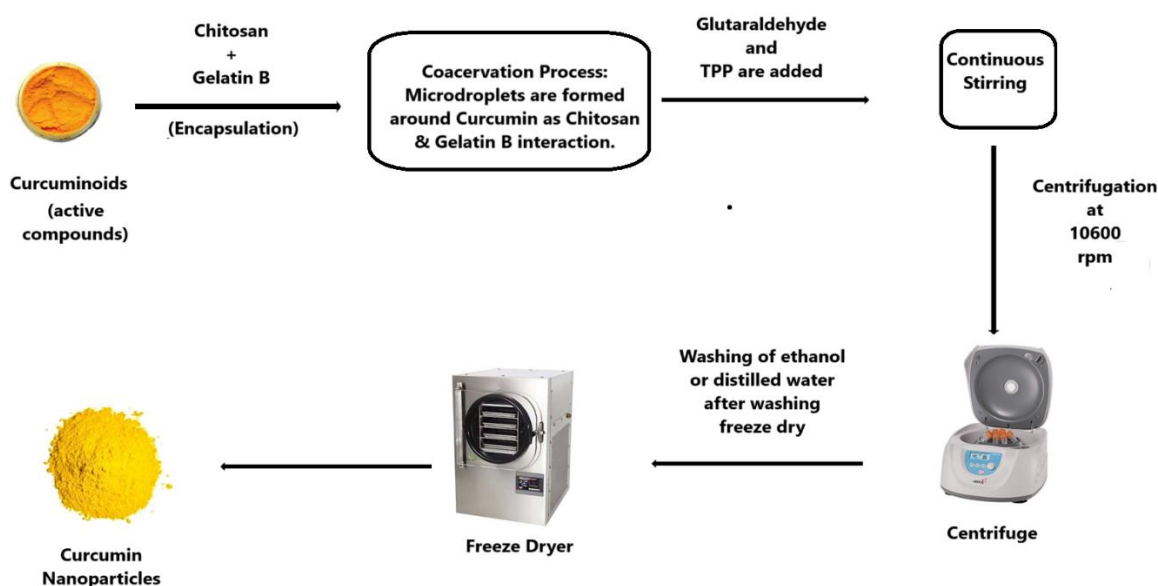 Curcuminoids
(active
compounds)
Chitosan
+
Gelatin B
(Encapsulation)
Coacervation Process:
Microdroplets are formed
around Curcumin as Chitosan
& Gelatin B interaction.
Glutaraldehyde
and
TPP are added
Continuous
Stirring
Centrifugation
at
10600
rpm
Centrifuge
Washing of ethanol
or distilled water
after washing
freeze dry
Freeze Dryer
Curcumin
Nanoparticles